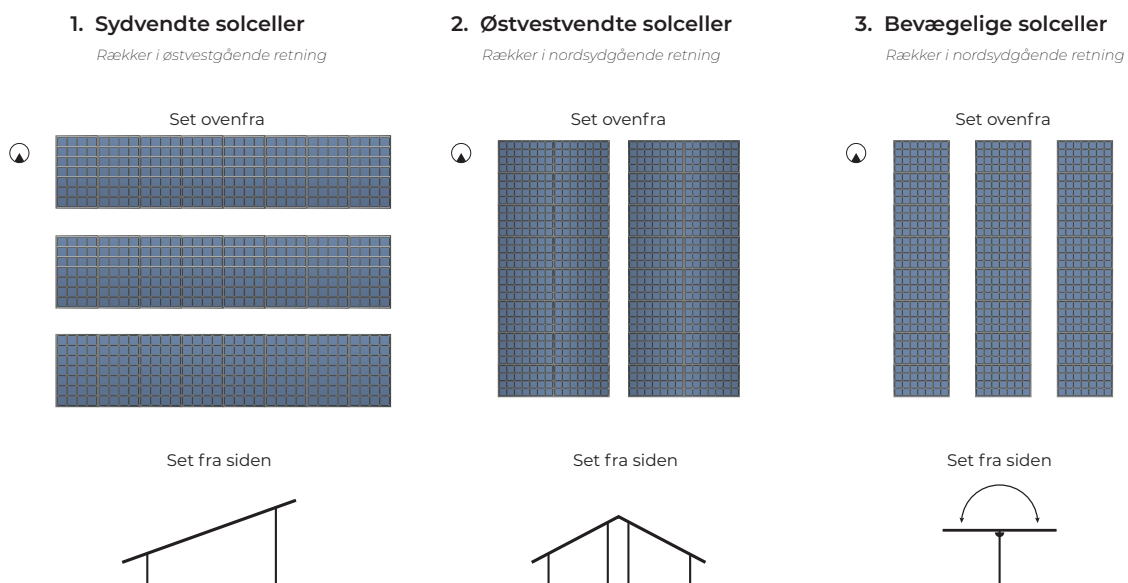 1. Sydvendte solceller
Rækker i østvestgående retning
Set ovenfra
Set fra siden
2. Østvestvendte solceller
Rækker i nordsydgående retning
Set ovenfra
Set fra siden
3. Bevægelige solceller
Rækker i nordsydgående retning
Set ovenfra
Set fra siden